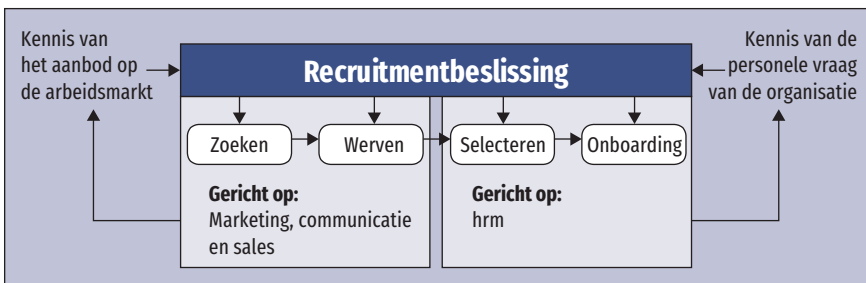 Kennis van
het aanbod op
de arbeidsmarkt
Recruitmentbeslissing
Kennis van de
personele vraag
van de organisatie
Zoeken
Werven
Selecteren
Onboarding
Gericht op:
Marketing, communicatie
en sales
Gericht op:
hrm